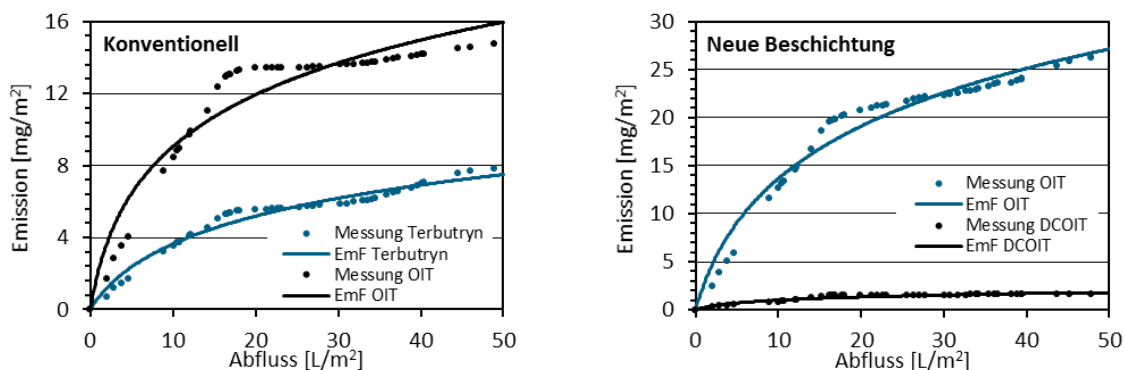 Konventionell
Emission [mg/m²]
16
12
8
4
0
Messung Terbutryn
EmF Terbutryn
Messung OIT
EmF OIT
0 10 20 30 40 50
Abfluss [L/m²]
Neue Beschichtung
Emission [mg/m²]
30
25
20
15
10
5
0
Messung OIT
EmF OIT
Messung DCOIT
EmF DCOIT
0 10 20 30 40 50
Abfluss [L/m²]